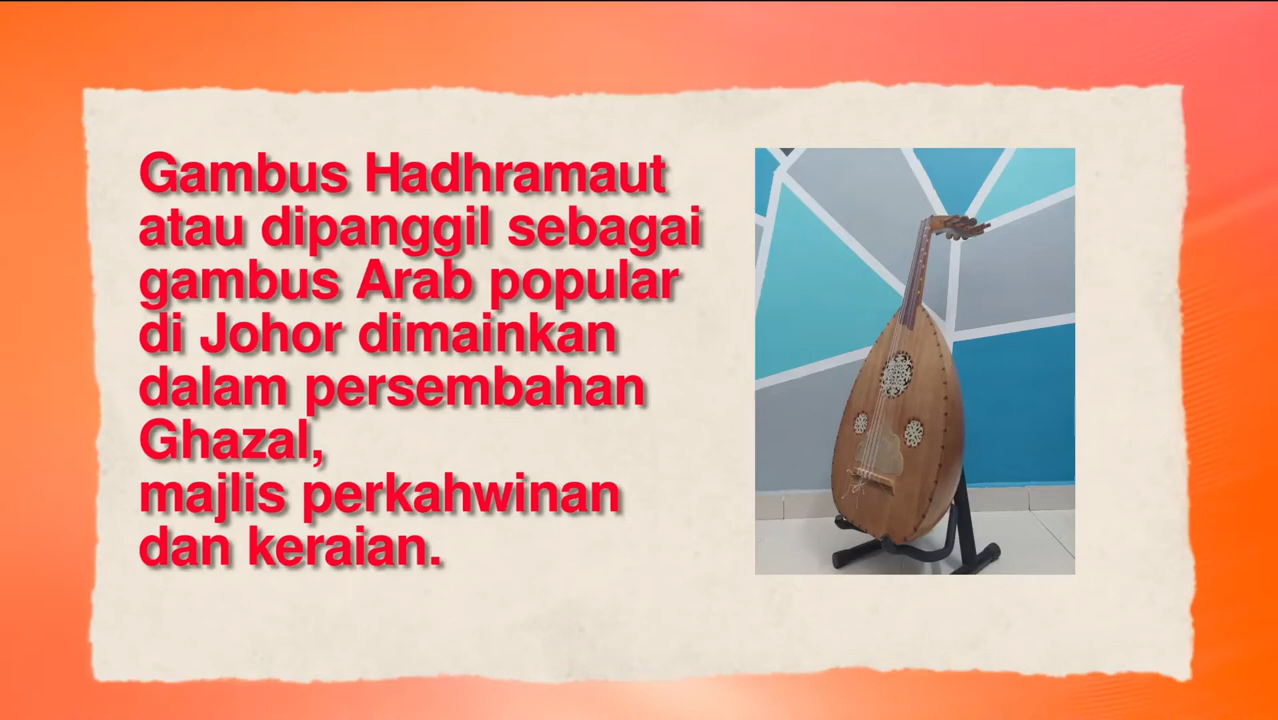 Gambus Hadhramaut
atau dipanggil sebagai
gambus Arab popular
di Johor dimainkan
dalam persembahan
Ghazal,
majlis perkahwinan
dan keraian.